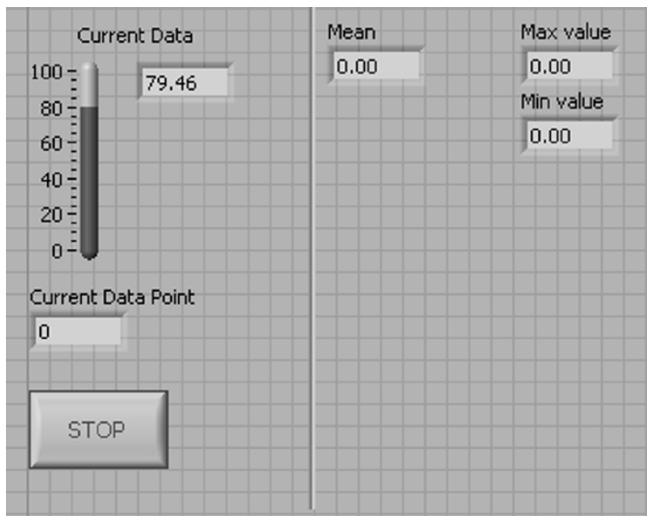 Current Data
79.46
100
80
60
40
20
0
Current Data Point
0
STOP
Mean
0.00
Max value
0.00
Min value
0.00